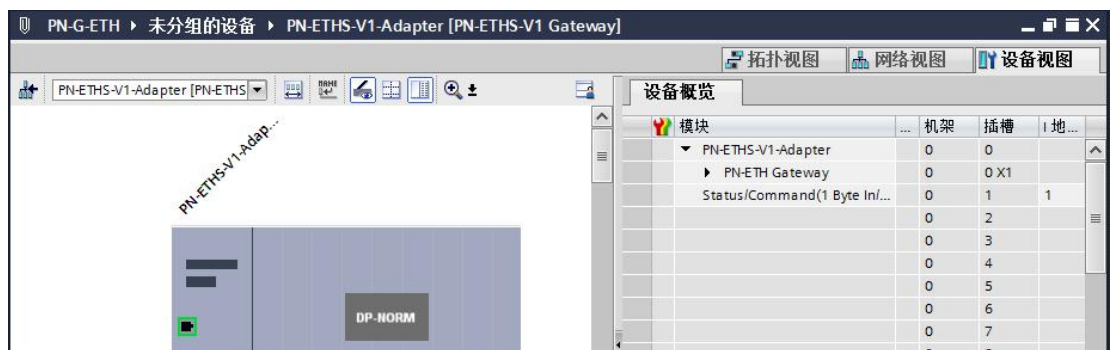 PN-G-ETH ▸ 未分组的设备 ▸ PN-ETHS-V1-Adapter [PN-ETHS-V1 Gateway]
拓扑视图 网络视图 设备视图
PN-ETHS-V1-Adapter [PN-ETHS
设备概览
模块 ... 机架 插槽 I 地...
PN-ETHS-V1-Adapter 0 0
PN-ETH Gateway 0 0 X1
Status/Command(1 Byte In/... 0 1 1
0 2
0 3
0 4
0 5
0 6
0 7
PN-ETHS-V1-Adap...
DP-NORM